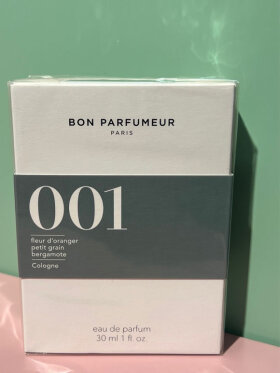 BON PARFUMEUR
PARIS
001
fleur d'oranger
petit grain
bergamote
Cologne
eau de parfum
30 ml 1 fl. oz.